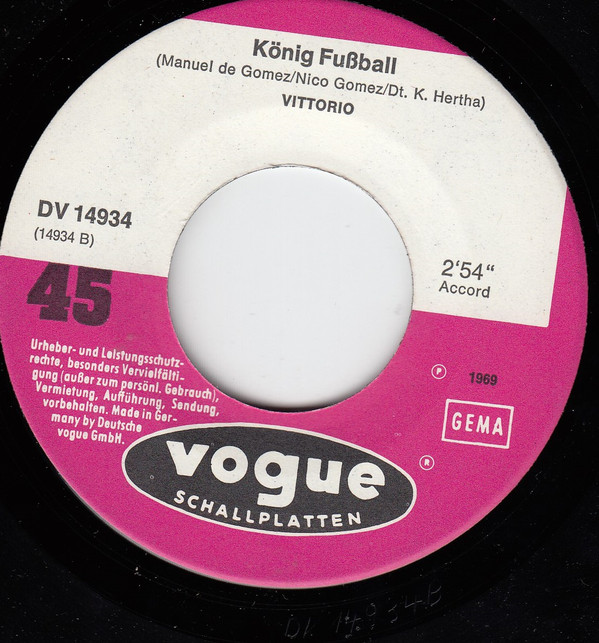 König Fußball
(Manuel de Gomez/Nico Gomez/Dt. K. Hertha)
VITTORIO
DV 14934
(14934 B)
2'54"
Accord
45
Urheber- und Leistungsschutz-
rechte, besonders Vervielfälti-
gung (außer zum persönl. Gebrauch),
Vermietung, Aufführung, Sendung,
vorbehalten. Made in Ger-
many by Deutsche
vogue GmbH.
℗ 1969
GEMA
vogue
®
SCHALLPLATTEN